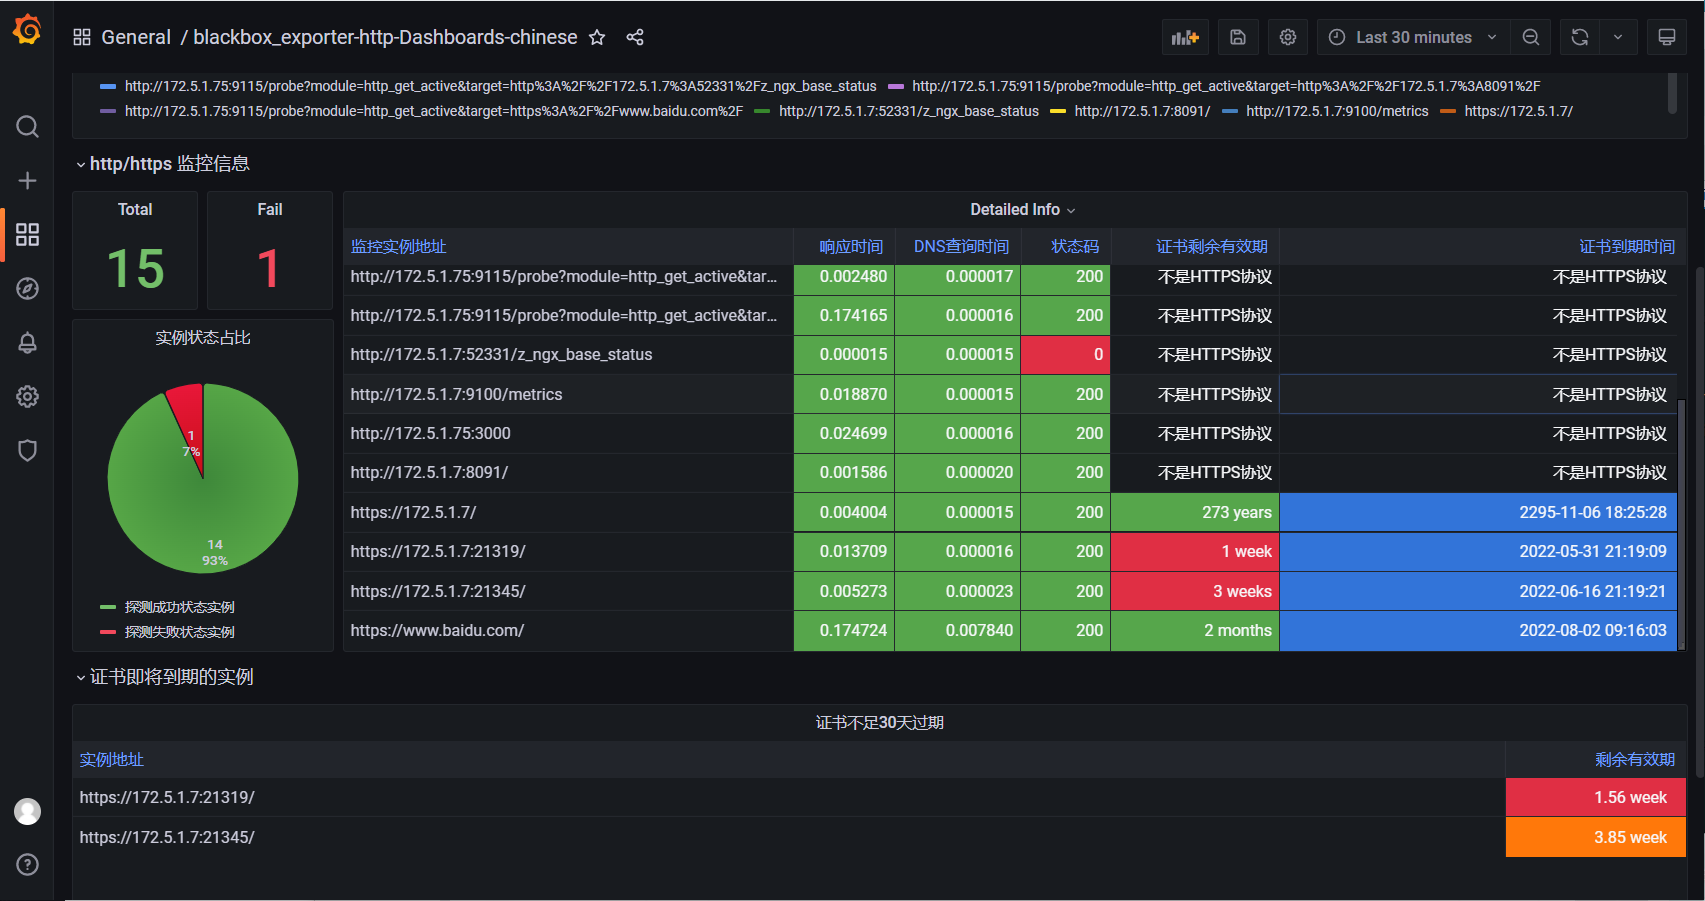 General / blackbox_exporter-http-Dashboards-chinese
Last 30 minutes
http://172.5.1.75:9115/probe?module=http_get_active&target=http%3A%2F%2F172.5.1.7%3A52331%2Fz_ngx_base_status http://172.5.1.75:9115/probe?module=http_get_active&target=http%3A%2F%2F172.5.1.7%3A8091%2F
http://172.5.1.75:9115/probe?module=http_get_active&target=https%3A%2F%2Fwww.baidu.com%2F http://172.5.1.7:52331/z_ngx_base_status http://172.5.1.7:8091/ http://172.5.1.7:9100/metrics https://172.5.1.7/
http/https 监控信息
Total
15
Fail
1
实例状态占比
1
7%
14
93%
探测成功状态实例
探测失败状态实例
Detailed Info
监控实例地址 响应时间 DNS查询时间 状态码 证书剩余有效期 证书到期时间
http://172.5.1.75:9115/probe?module=http_get_active&tar... 0.002480 0.000017 200 不是HTTPS协议 不是HTTPS协议
http://172.5.1.75:9115/probe?module=http_get_active&tar... 0.174165 0.000016 200 不是HTTPS协议 不是HTTPS协议
http://172.5.1.7:52331/z_ngx_base_status 0.000015 0.000015 0 不是HTTPS协议 不是HTTPS协议
http://172.5.1.7:9100/metrics 0.018870 0.000015 200 不是HTTPS协议 不是HTTPS协议
http://172.5.1.75:3000 0.024699 0.000016 200 不是HTTPS协议 不是HTTPS协议
http://172.5.1.7:8091/ 0.001586 0.000020 200 不是HTTPS协议 不是HTTPS协议
https://172.5.1.7/ 0.004004 0.000015 200 273 years 2295-11-06 18:25:28
https://172.5.1.7:21319/ 0.013709 0.000016 200 1 week 2022-05-31 21:19:09
https://172.5.1.7:21345/ 0.005273 0.000023 200 3 weeks 2022-06-16 21:19:21
https://www.baidu.com/ 0.174724 0.007840 200 2 months 2022-08-02 09:16:03
证书即将到期的实例
证书不足30天过期
实例地址 剩余有效期
https://172.5.1.7:21319/ 1.56 week
https://172.5.1.7:21345/ 3.85 week